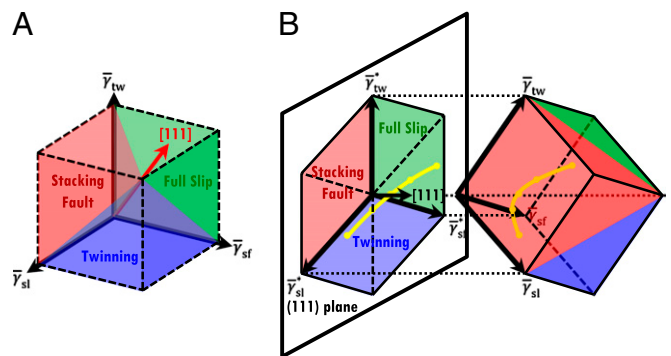 A
γ̄tw
[111]
Stacking
Fault
Full Slip
γ̄sf
γ̄sl
Twinning
B
γ̄*tw
Full Slip
Stacking
Fault
[111]
γ̄*sf
Twinning
γ̄*sl
(111) plane
γ̄tw
γ̄sf
γ̄sl